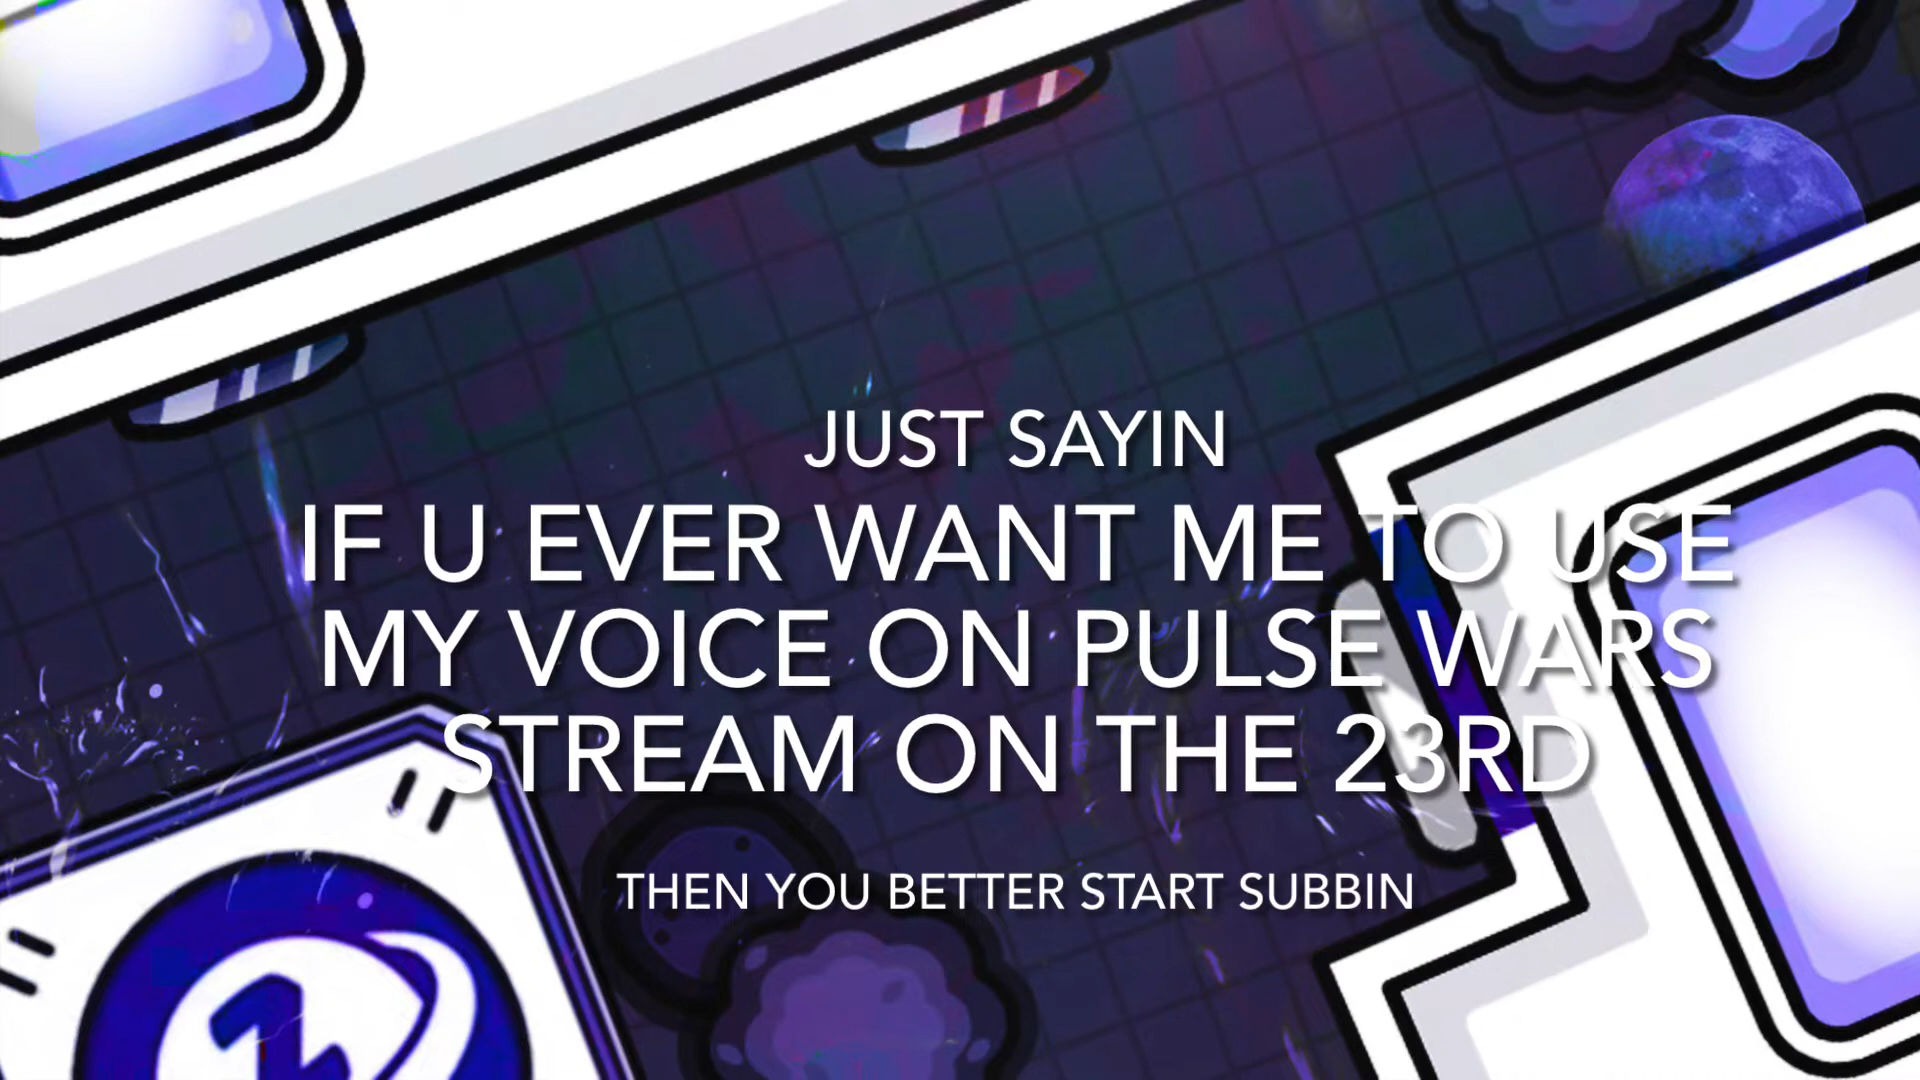 JUST SAYIN
IF U EVER WANT ME TO USE
MY VOICE ON PULSE WARS
STREAM ON THE 23RD
THEN YOU BETTER START SUBBIN